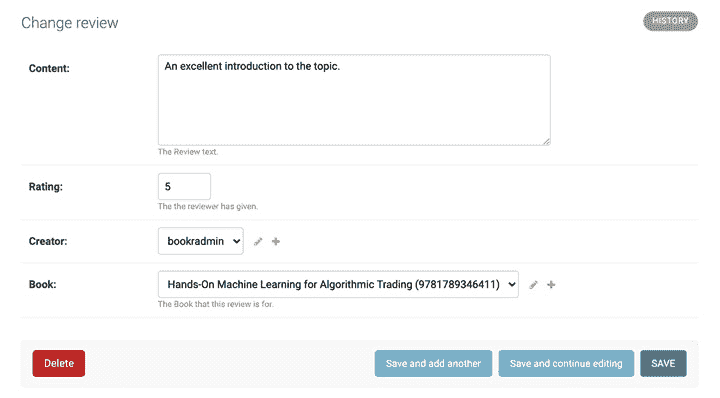 Change review
HISTORY
Content:
An excellent introduction to the topic.
The Review text.
Rating:
5
The the reviewer has given.
Creator:
bookradmin
Book:
Hands-On Machine Learning for Algorithmic Trading (9781789346411)
The Book that this review is for.
Delete
Save and add another
Save and continue editing
SAVE